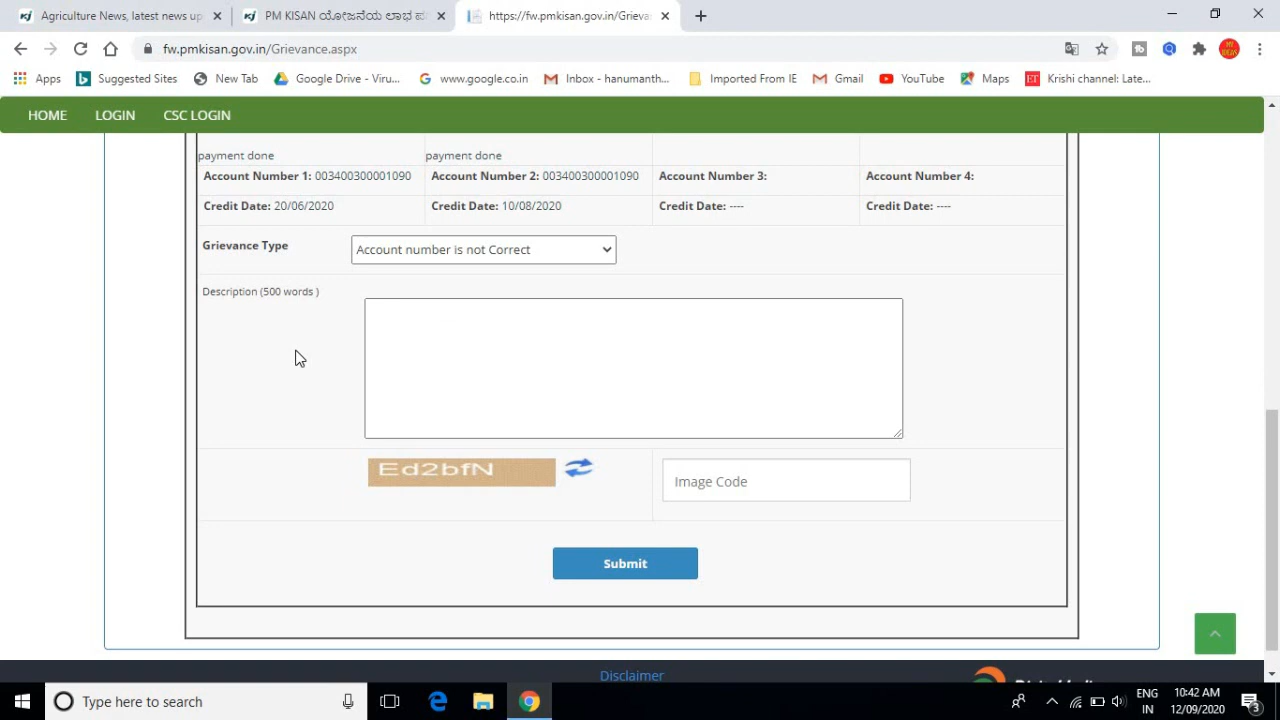 Agriculture News, latest news up
PM KISAN ಯೋಜನೆಯ ಲಾಭ
https://fw.pmkisan.gov.in/Grieva
fw.pmkisan.gov.in/Grievance.aspx
Apps
Suggested Sites
New Tab
Google Drive - Viru...
www.google.co.in
Inbox - hanumanth...
Imported From IE
Gmail
YouTube
Maps
Krishi channel: Late...
HOME LOGIN CSC LOGIN
payment done payment done
Account Number 1: 003400300001090 Account Number 2: 003400300001090 Account Number 3: Account Number 4:
Credit Date: 20/06/2020 Credit Date: 10/08/2020 Credit Date: ---- Credit Date: ----
Grievance Type Account number is not Correct
Description (500 words )
Ed2bfN
Image Code
Submit
Disclaimer
Type here to search
ENG 10:42 AM
IN 12/09/2020
3